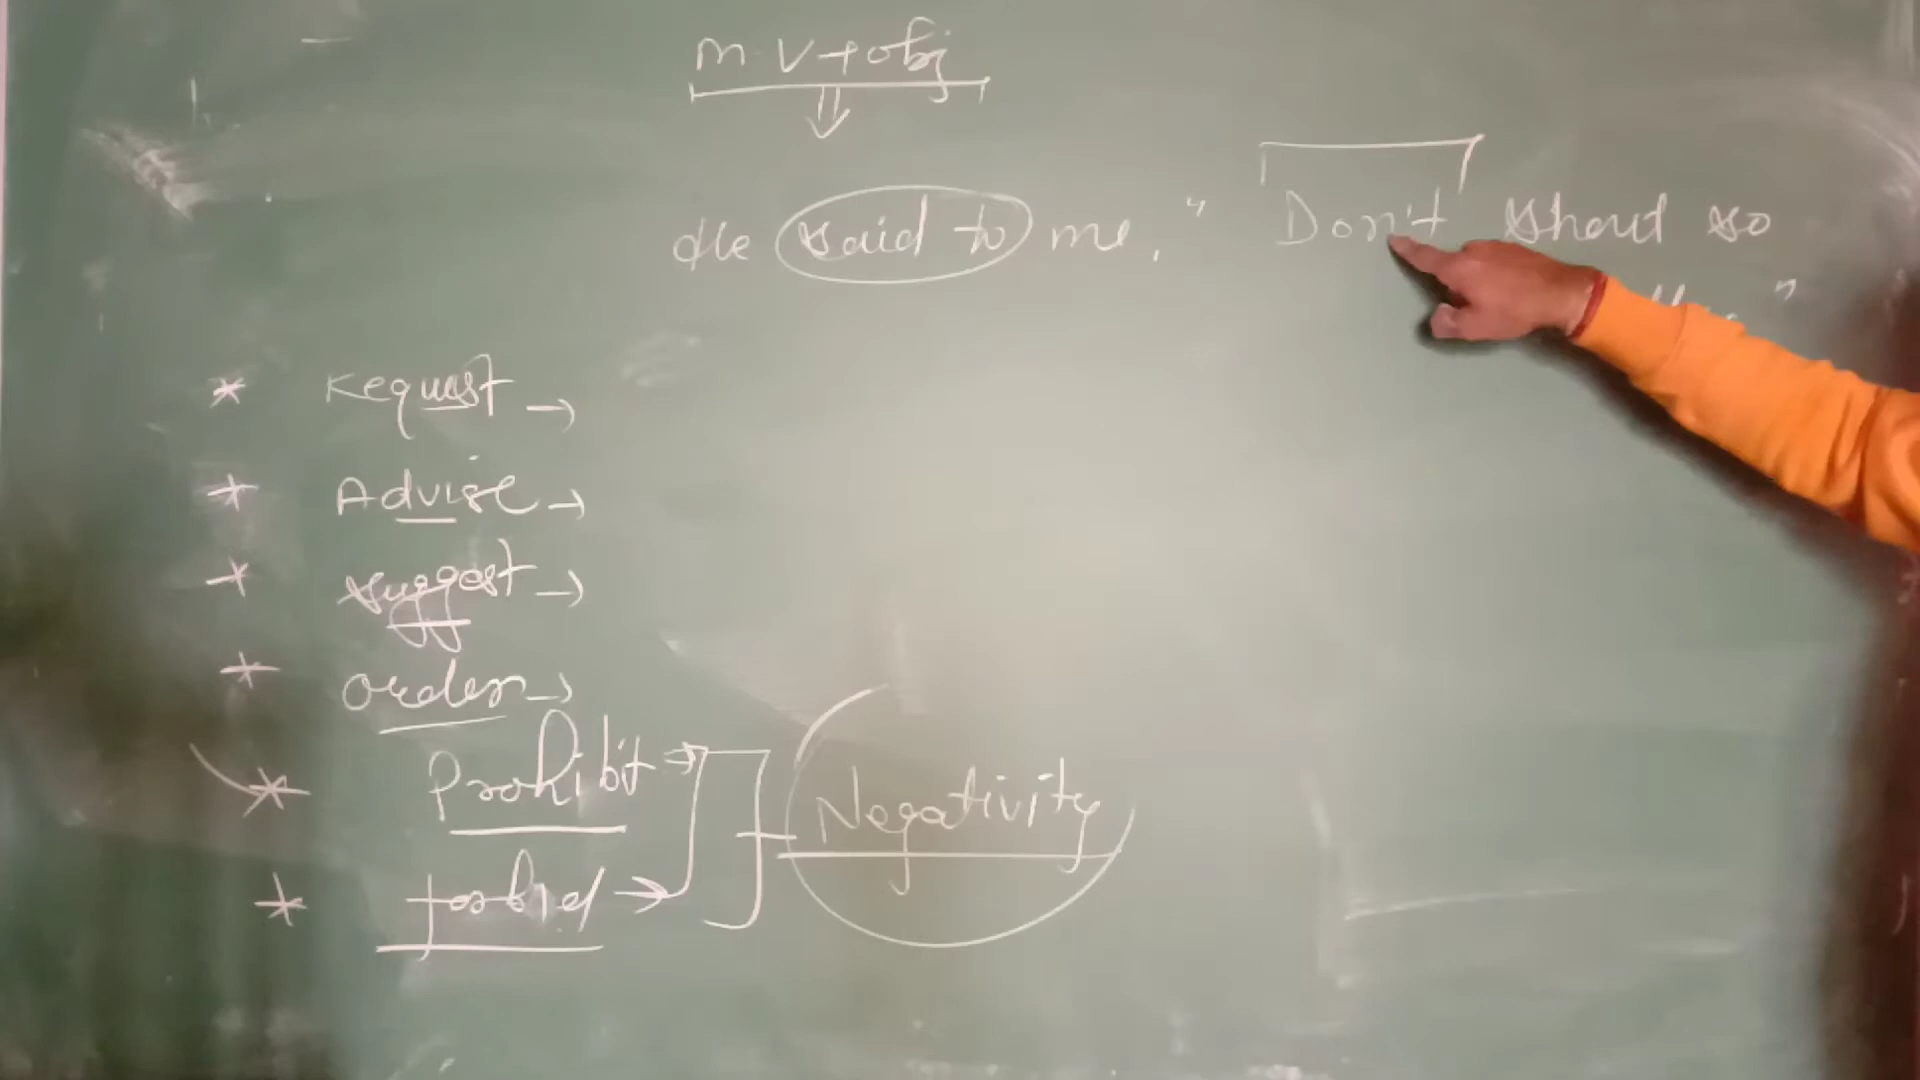 m.v+obj
He said to me, " Don't shout so
"
* Request →
* Advise →
* suggest →
* order →
* Prohibit →
Negativity
* forbid →